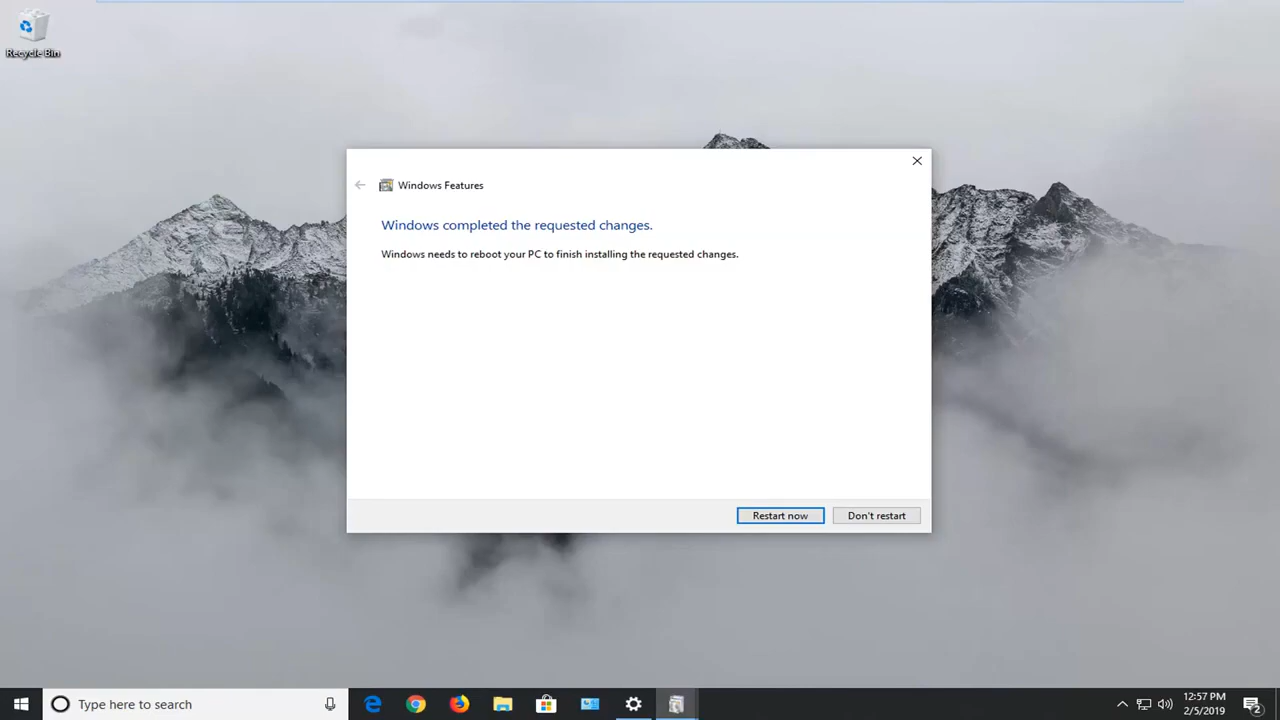 Recycle Bin
Windows Features
Windows completed the requested changes.
Windows needs to reboot your PC to finish installing the requested changes.
Restart now
Don't restart
Type here to search
12:57 PM
2/5/2019
2